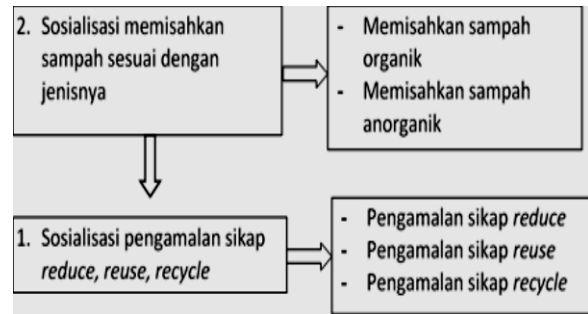 2. Sosialisasi memisahkan
sampah sesuai dengan
jenisnya
- Memisahkan sampah
organik
- Memisahkan sampah
anorganik
1. Sosialisasi pengamalan sikap
reduce, reuse, recycle
- Pengamalan sikap reduce
- Pengamalan sikap reuse
- Pengamalan sikap recycle